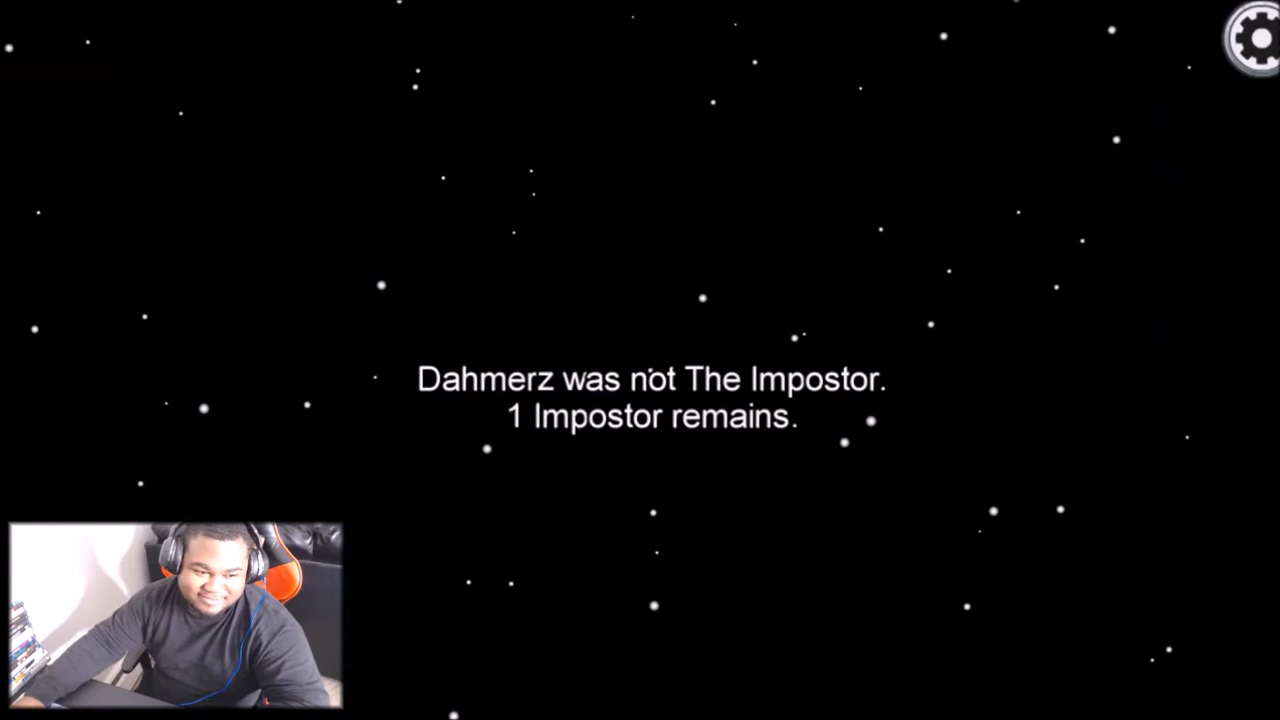 Dahmerz was not The Impostor.
1 Impostor remains.